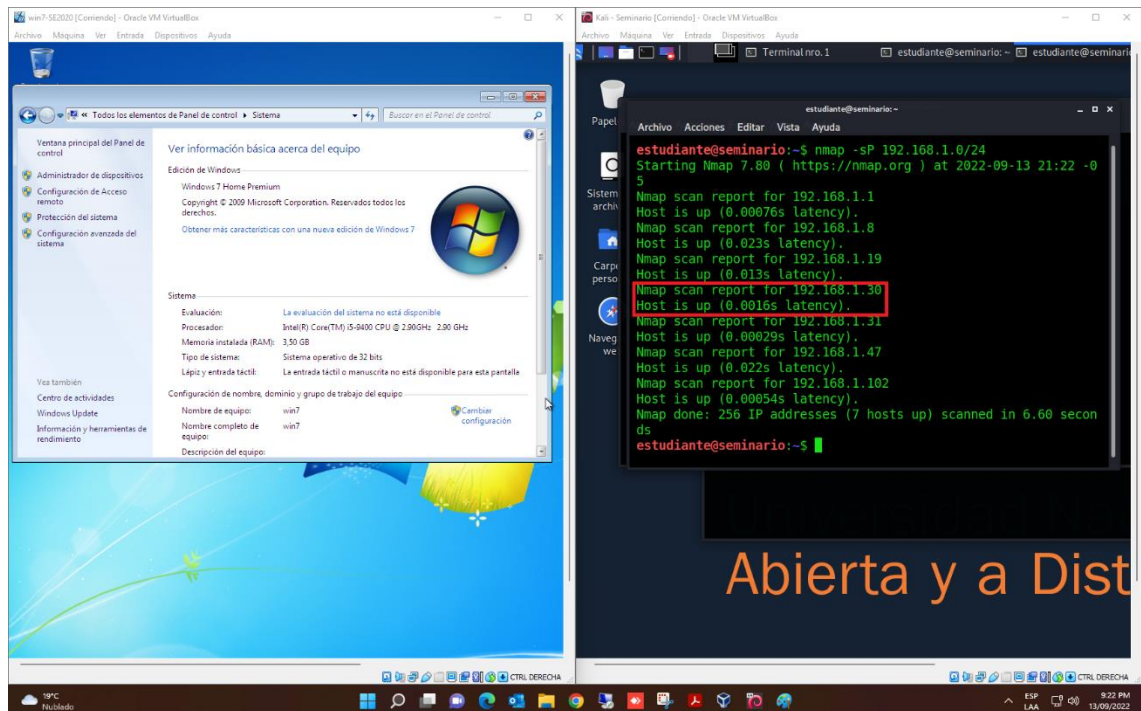 win7-SE2020 [Corriendo] - Oracle VM VirtualBox
Archivo Máquina Ver Entrada Dispositivos Ayuda
« Todos los elementos de Panel de control ▸ Sistema
Buscar en el Panel de control
Ventana principal del Panel de control
Administrador de dispositivos
Configuración de Acceso remoto
Protección del sistema
Configuración avanzada del sistema
Vea también
Centro de actividades
Windows Update
Información y herramientas de rendimiento
Ver información básica acerca del equipo
Edición de Windows
Windows 7 Home Premium
Copyright © 2009 Microsoft Corporation. Reservados todos los derechos.
Obtener más características con una nueva edición de Windows 7
Sistema
Evaluación: La evaluación del sistema no está disponible
Procesador: Intel(R) Core(TM) i5-9400 CPU @ 2.90GHz 2.90 GHz
Memoria instalada (RAM): 3,50 GB
Tipo de sistema: Sistema operativo de 32 bits
Lápiz y entrada táctil: La entrada táctil o manuscrita no está disponible para esta pantalla
Configuración de nombre, dominio y grupo de trabajo del equipo
Nombre de equipo: win7
Cambiar configuración
Nombre completo de equipo: win7
Descripción del equipo:
CTRL DERECHA
Kali - Seminario [Corriendo] - Oracle VM VirtualBox
Archivo Máquina Ver Entrada Dispositivos Ayuda
Terminal nro. 1
estudiante@seminario: ~
estudiante@seminari
Papel
Sistem
archiv
Carpe
perso
Naveg
we
estudiante@seminario: ~
Archivo Acciones Editar Vista Ayuda
estudiante@seminario:~$ nmap -sP 192.168.1.0/24
Starting Nmap 7.80 ( https://nmap.org ) at 2022-09-13 21:22 -0
5
Nmap scan report for 192.168.1.1
Host is up (0.00076s latency).
Nmap scan report for 192.168.1.8
Host is up (0.023s latency).
Nmap scan report for 192.168.1.19
Host is up (0.013s latency).
Nmap scan report for 192.168.1.30
Host is up (0.0016s latency).
Nmap scan report for 192.168.1.31
Host is up (0.00029s latency).
Nmap scan report for 192.168.1.47
Host is up (0.022s latency).
Nmap scan report for 192.168.1.102
Host is up (0.00054s latency).
Nmap done: 256 IP addresses (7 hosts up) scanned in 6.60 secon
ds
estudiante@seminario:~$
Abierta y a Dist
CTRL DERECHA
19°C
Nublado
ESP
LAA
9:22 PM
13/09/2022